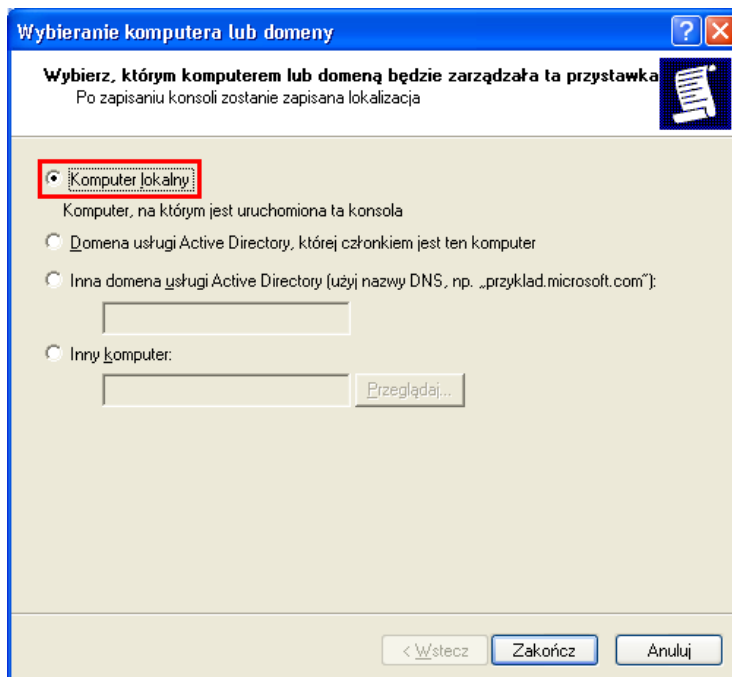 Wybieranie komputera lub domeny
Wybierz, którym komputerem lub domeną będzie zarządzała ta przystawka
Po zapisaniu konsoli zostanie zapisana lokalizacja
Komputer lokalny
Komputer, na którym jest uruchomiona ta konsola
Domena usługi Active Directory, której członkiem jest ten komputer
Inna domena usługi Active Directory (użyj nazwy DNS, np. „przyklad.microsoft.com”):
Inny komputer:
Przeglądaj...
< Wstecz Zakończ Anuluj